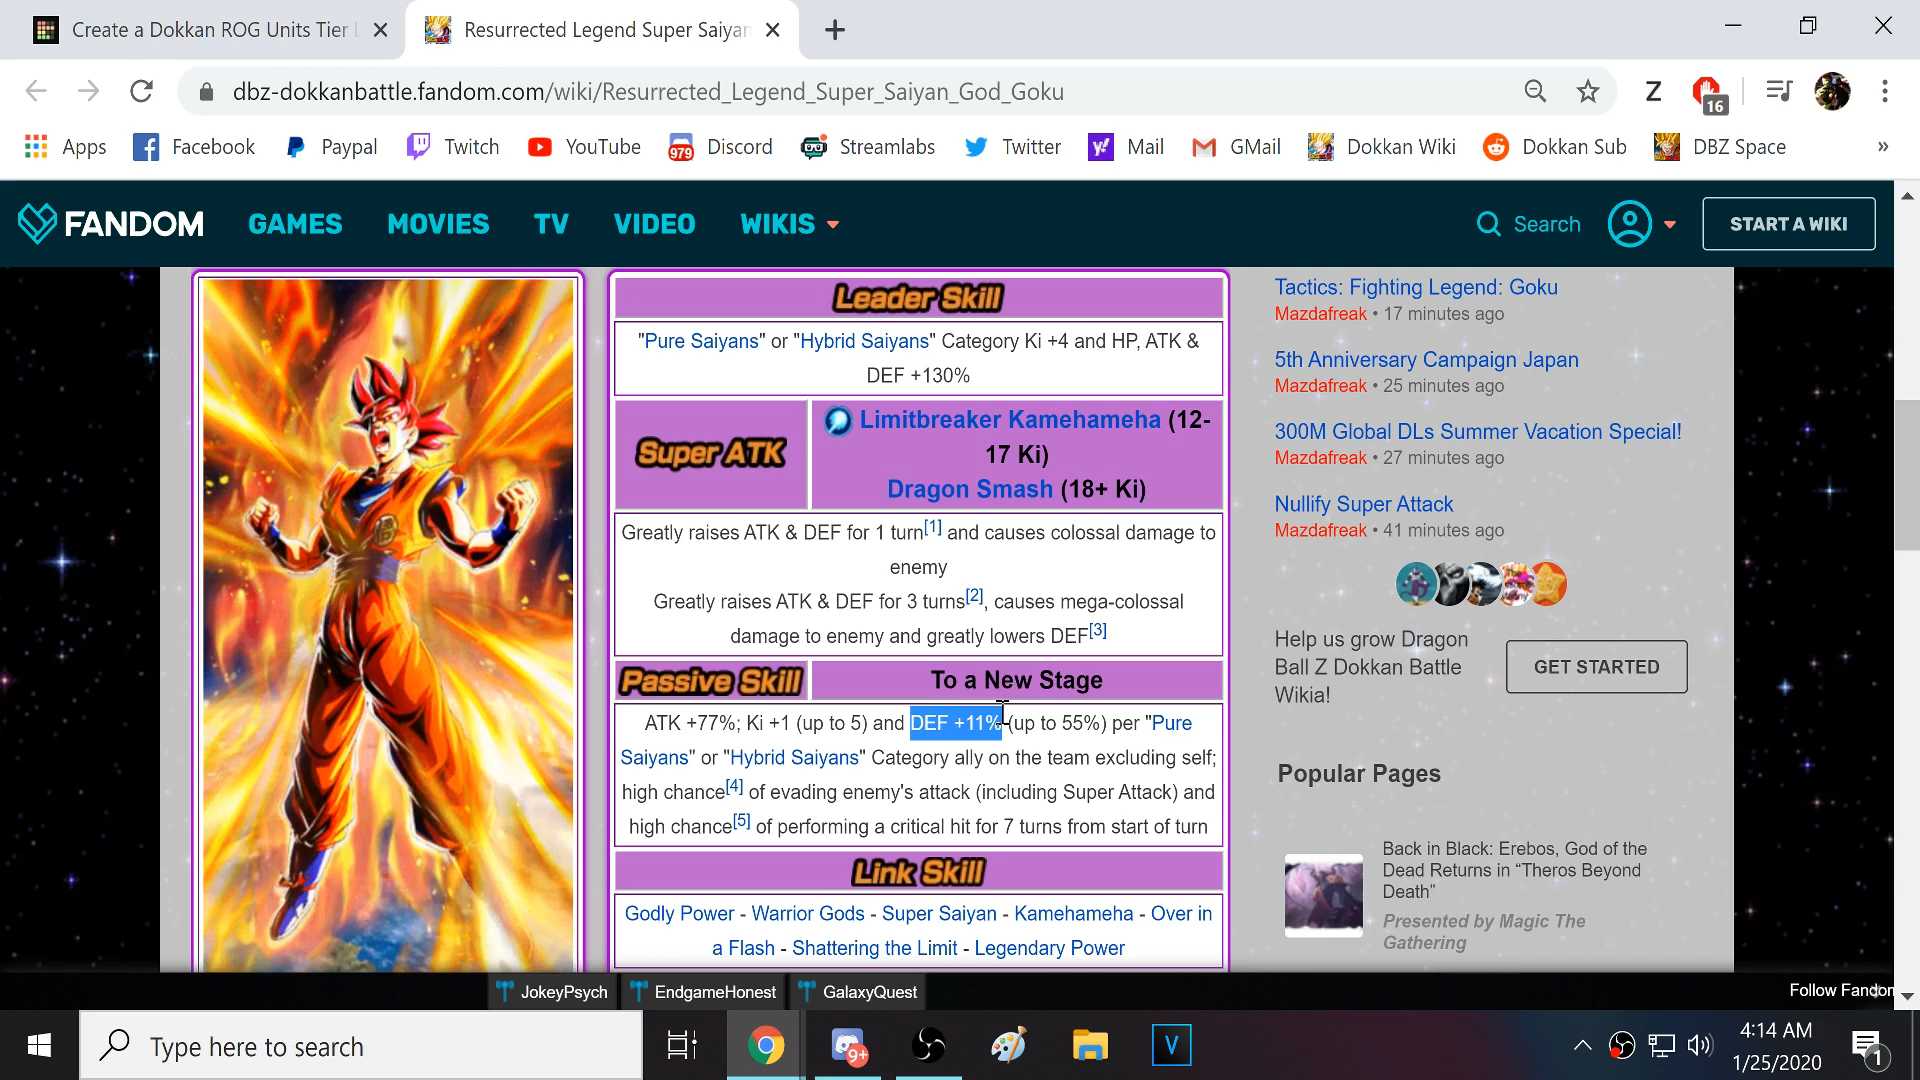 Create a Dokkan ROG Units Tier L
Resurrected Legend Super Saiyan
dbz-dokkanbattle.fandom.com/wiki/Resurrected_Legend_Super_Saiyan_God_Goku
Z
16
Apps
Facebook
Paypal
Twitch
YouTube
979
Discord
Streamlabs
Twitter
Mail
GMail
Dokkan Wiki
Dokkan Sub
DBZ Space
»
FANDOM
GAMES
MOVIES
TV
VIDEO
WIKIS
Search
START A WIKI
Leader Skill
"Pure Saiyans" or "Hybrid Saiyans" Category Ki +4 and HP, ATK &
DEF +130%
Super ATK
Limitbreaker Kamehameha (12-
17 Ki)
Dragon Smash (18+ Ki)
Greatly raises ATK & DEF for 1 turn[1] and causes colossal damage to
enemy
Greatly raises ATK & DEF for 3 turns[2], causes mega-colossal
damage to enemy and greatly lowers DEF[3]
Passive Skill
To a New Stage
ATK +77%; Ki +1 (up to 5) and DEF +11% (up to 55%) per "Pure
Saiyans" or "Hybrid Saiyans" Category ally on the team excluding self;
high chance[4] of evading enemy's attack (including Super Attack) and
high chance[5] of performing a critical hit for 7 turns from start of turn
Link Skill
Godly Power - Warrior Gods - Super Saiyan - Kamehameha - Over in
a Flash - Shattering the Limit - Legendary Power
Tactics: Fighting Legend: Goku
Mazdafreak • 17 minutes ago
5th Anniversary Campaign Japan
Mazdafreak • 25 minutes ago
300M Global DLs Summer Vacation Special!
Mazdafreak • 27 minutes ago
Nullify Super Attack
Mazdafreak • 41 minutes ago
Help us grow Dragon
Ball Z Dokkan Battle
Wikia!
GET STARTED
Popular Pages
Back in Black: Erebos, God of the
Dead Returns in “Theros Beyond
Death”
Presented by Magic The
Gathering
JokeyPsych
EndgameHonest
GalaxyQuest
Follow Fandom
Type here to search
9+
V
4:14 AM
1/25/2020
1